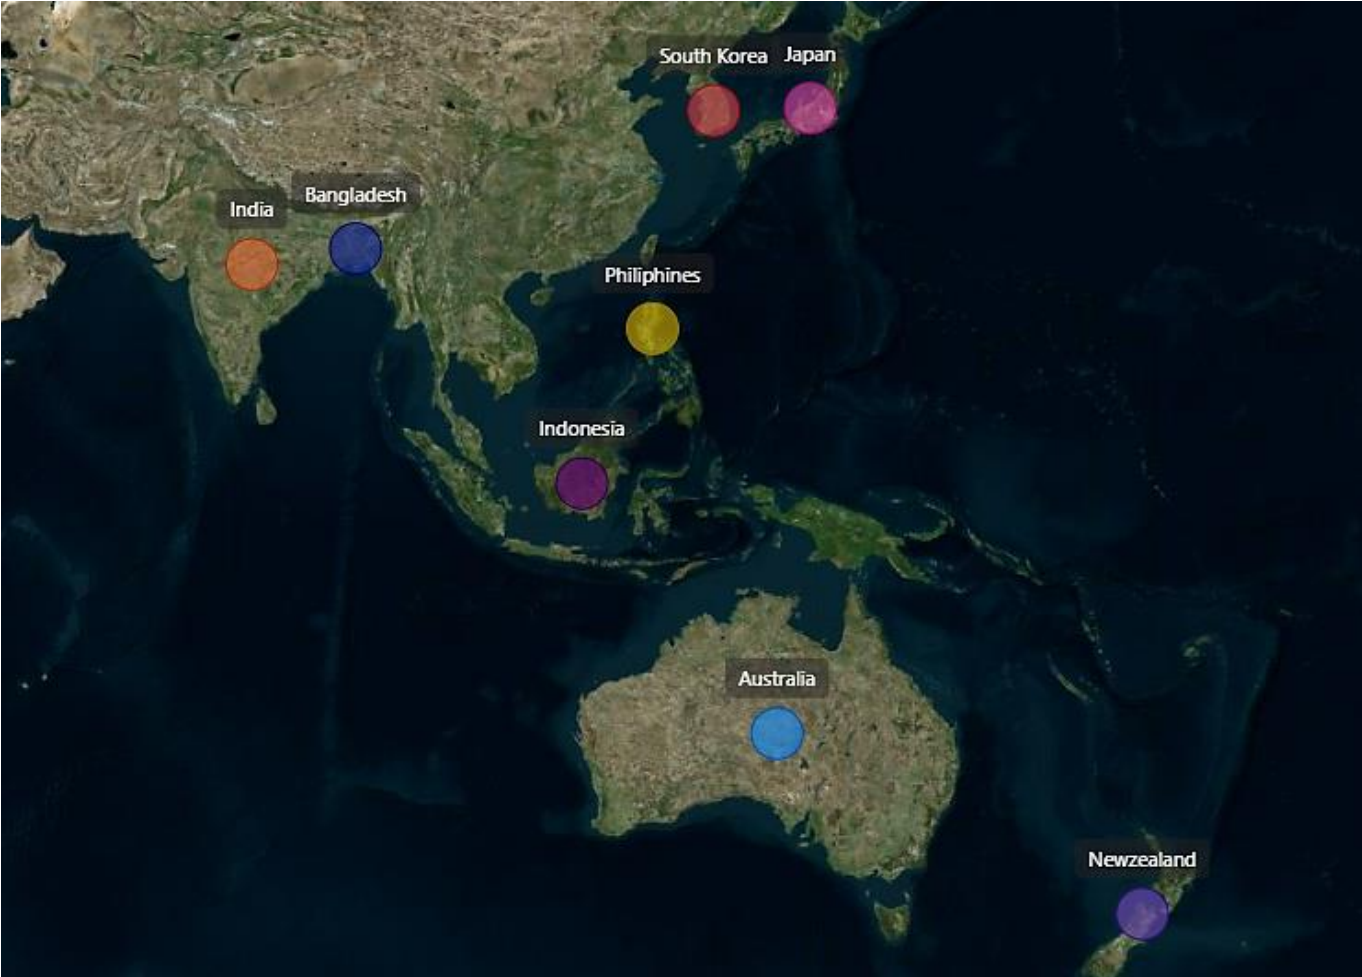 South Korea
Japan
Bangladesh
India
Philiphines
Indonesia
Australia
Newzealand